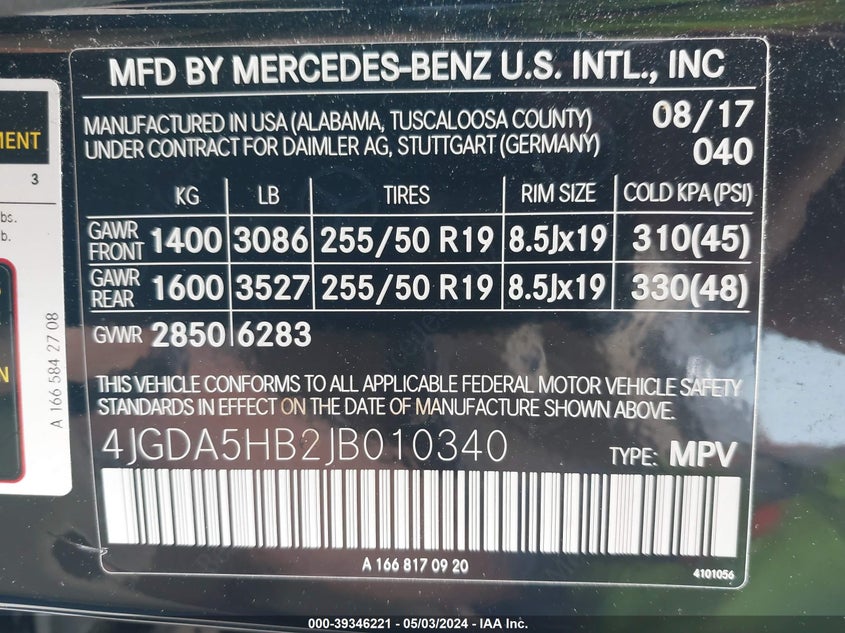 MFD BY MERCEDES-BENZ U.S. INTL., INC
MANUFACTURED IN USA (ALABAMA, TUSCALOOSA COUNTY) 08/17
UNDER CONTRACT FOR DAIMLER AG, STUTTGART (GERMANY) 040
KG LB TIRES RIM SIZE COLD KPA(PSI)
GAWR FRONT 1400 3086 255/50 R19 8.5Jx19 310(45)
GAWR REAR 1600 3527 255/50 R19 8.5Jx19 330(48)
GVWR 2850 6283
THIS VEHICLE CONFORMS TO ALL APPLICABLE FEDERAL MOTOR VEHICLE SAFETY
STANDARDS IN EFFECT ON THE DATE OF MANUFACTURE SHOWN ABOVE.
4JGDA5HB2JB010340 TYPE: MPV
A 166 817 09 20
4101056
MENT
3
bs.
b.
N
A 166 584 27 08
000-39346221 - 05/03/2024 - IAA Inc.